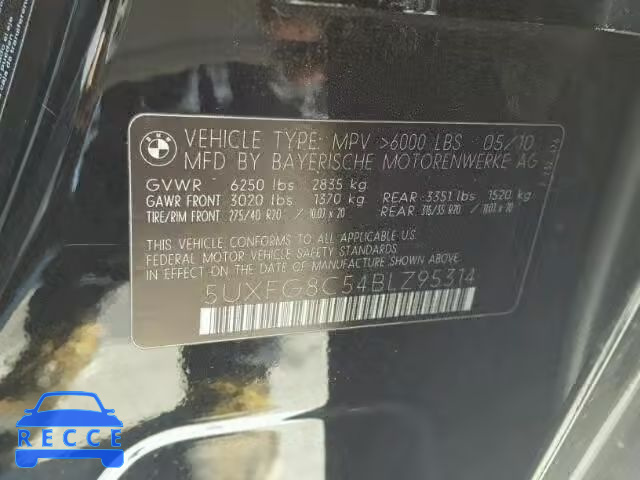 BMW
VEHICLE TYPE: MPV >6000 LBS 05/10
MFD BY BAYERISCHE MOTORENWERKE AG
GVWR 6250 lbs 2835 kg
GAWR FRONT 3020 lbs 1370 kg REAR 3351 lbs 1520 kg
TIRE/RIM FRONT 275/40 R20 // 10.0J x 20 REAR 315/35 R20 // 11.0J x 20
THIS VEHICLE CONFORMS TO ALL APPLICABLE
FEDERAL MOTOR VEHICLE SAFETY STANDARDS IN
EFFECT ON THE DATE OF MANUFACTURE SHOWN ABOVE.
5UXFG8C54BLZ95314
RECCE